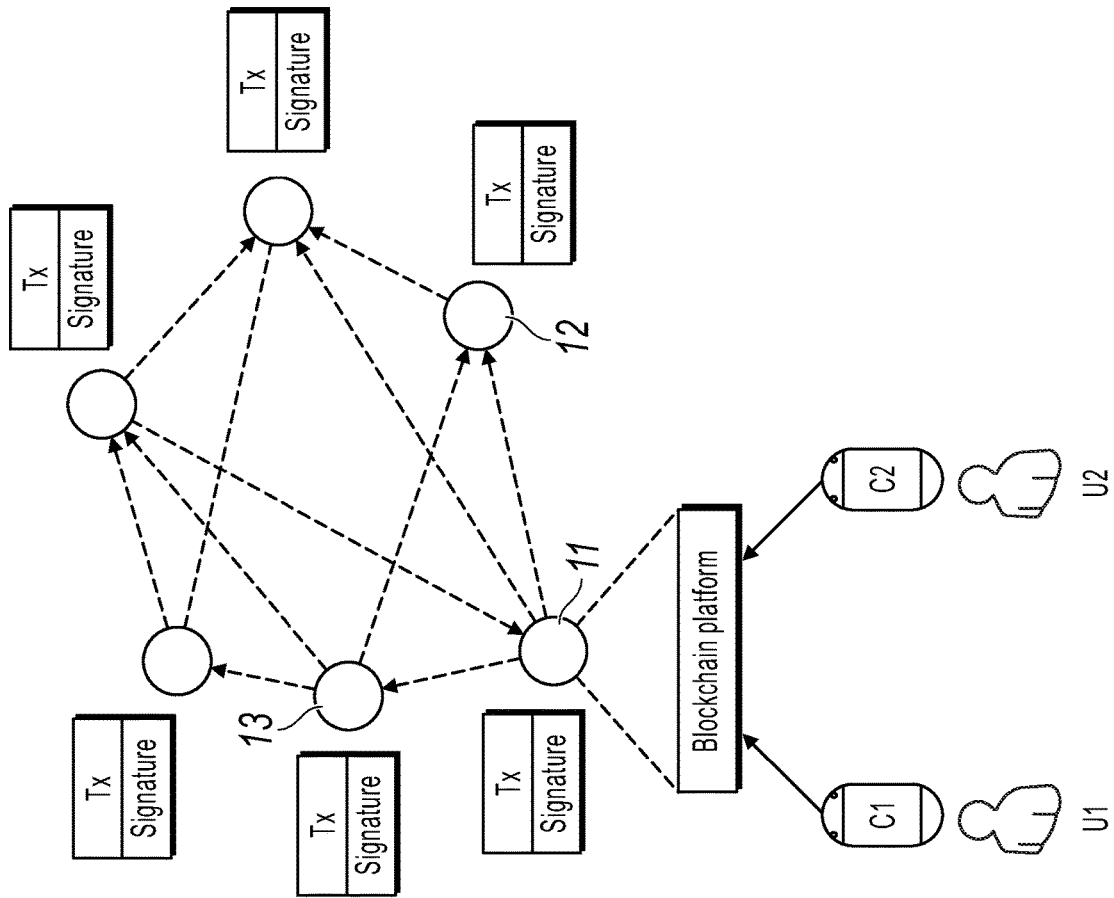 Tx
Signature
Tx
Signature
Tx
Signature
Tx
Signature
Tx
Signature
Tx
Signature
13
12
11
Blockchain platform
C1
C2
U1
U2